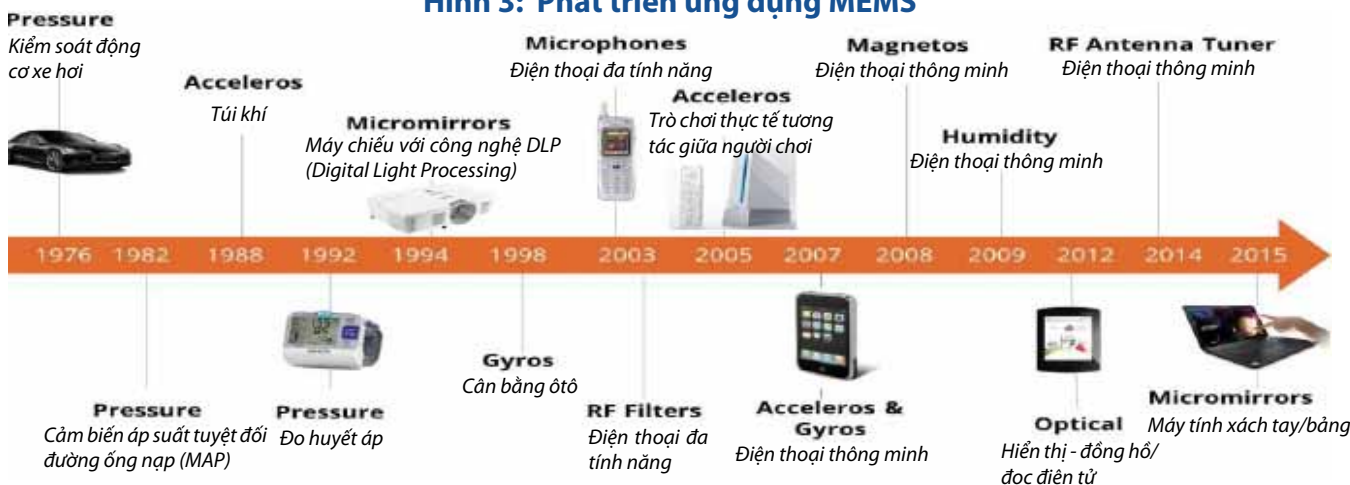 Hình 3: Phát triển ứng dụng MEMS
Pressure
Kiểm soát động
cơ xe hơi
Acceleros
Túi khí
Micromirrors
Máy chiếu với công nghệ DLP
(Digital Light Processing)
Microphones
Điện thoại đa tính năng
Acceleros
Trò chơi thực tế tương
tác giữa người chơi
Magnetos
Điện thoại thông minh
Humidity
Điện thoại thông minh
RF Antenna Tuner
Điện thoại thông minh
1976 1982 1988 1992 1994 1998 2003 2005 2007 2008 2009 2012 2014 2015
Pressure
Cảm biến áp suất tuyệt đối
đường ống nạp (MAP)
Pressure
Đo huyết áp
Gyros
Cân bằng ôtô
RF Filters
Điện thoại đa
tính năng
Acceleros &
Gyros
Điện thoại thông minh
Optical
Hiển thị - đồng hồ/
đọc điện tử
Micromirrors
Máy tính xách tay/bảng